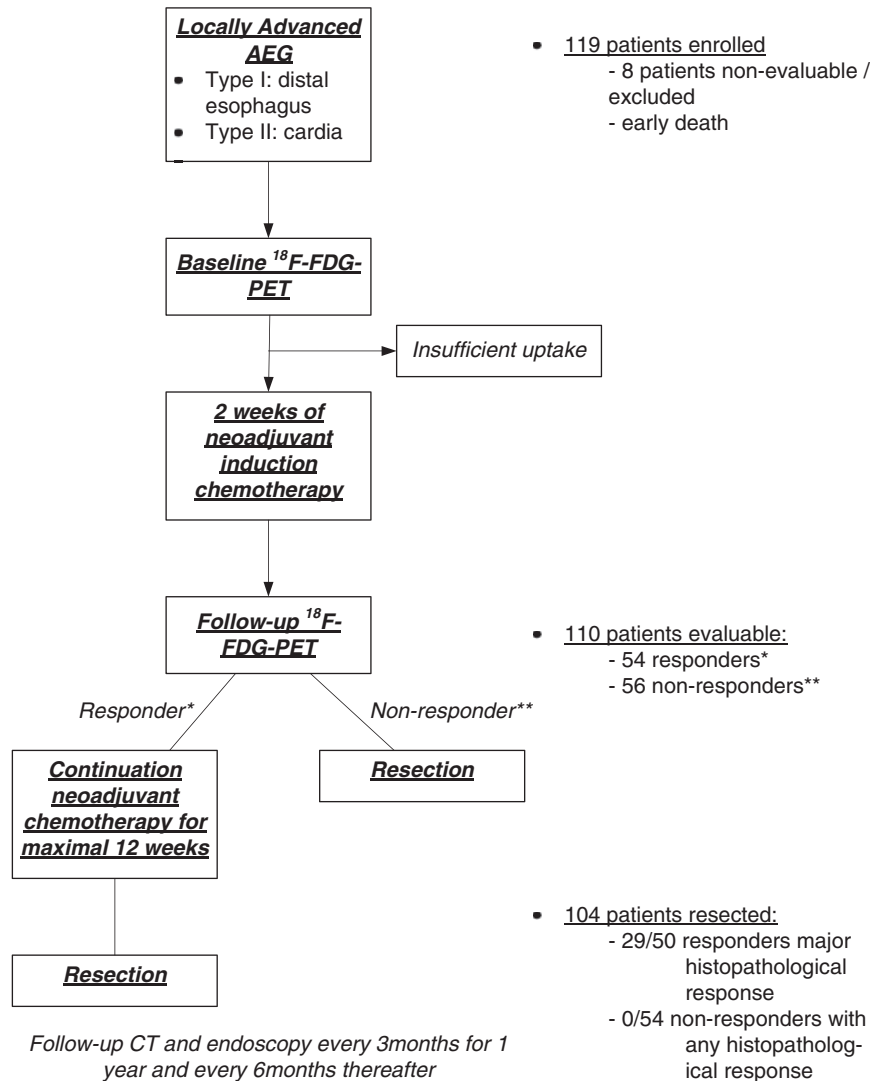 Locally Advanced
AEG
• Type I: distal
esophagus
• Type II: cardia
• 119 patients enrolled
- 8 patients non-evaluable /
excluded
- early death
Baseline 18F-FDG-
PET
Insufficient uptake
2 weeks of
neoadjuvant
induction
chemotherapy
Follow-up 18F-
FDG-PET
• 110 patients evaluable:
- 54 responders*
- 56 non-responders**
Responder*
Non-responder**
Continuation
neoadjuvant
chemotherapy for
maximal 12 weeks
Resection
Resection
• 104 patients resected:
- 29/50 responders major
histopathological
response
- 0/54 non-responders with
any histopatholog-
ical response
Follow-up CT and endoscopy every 3months for 1
year and every 6months thereafter